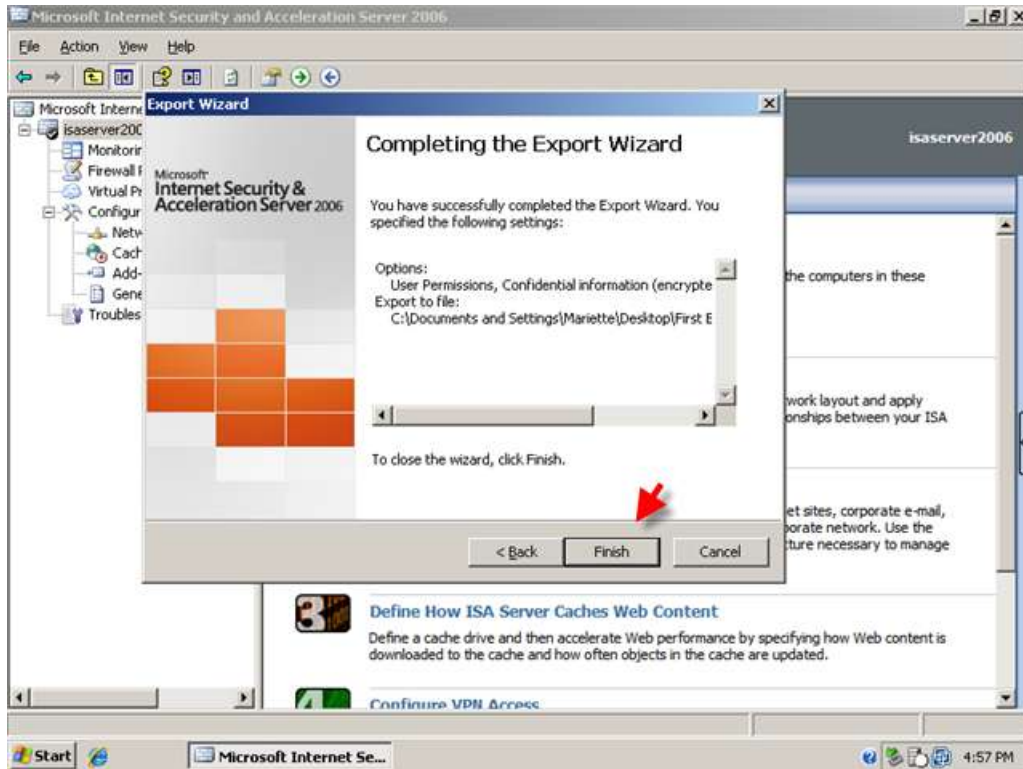 Microsoft Internet Security and Acceleration Server 2006
File Action View Help
Microsoft Interne
isaserver200
Monitorin
Firewall P
Virtual Pr
Configur
Netw
Cach
Add-
Gene
Troubles
Export Wizard
Microsoft
Internet Security &
Acceleration Server 2006
Completing the Export Wizard
You have successfully completed the Export Wizard. You
specified the following settings:
Options:
User Permissions, Confidential information (encrypte
Export to file:
C:\Documents and Settings\Mariette\Desktop\First E
To close the wizard, click Finish.
< Back Finish Cancel
isaserver2006
the computers in these
work layout and apply
onships between your ISA
et sites, corporate e-mail,
porate network. Use the
ture necessary to manage
3
Define How ISA Server Caches Web Content
Define a cache drive and then accelerate Web performance by specifying how Web content is
downloaded to the cache and how often objects in the cache are updated.
4
Configure VPN Access
Start
Microsoft Internet Se...
4:57 PM